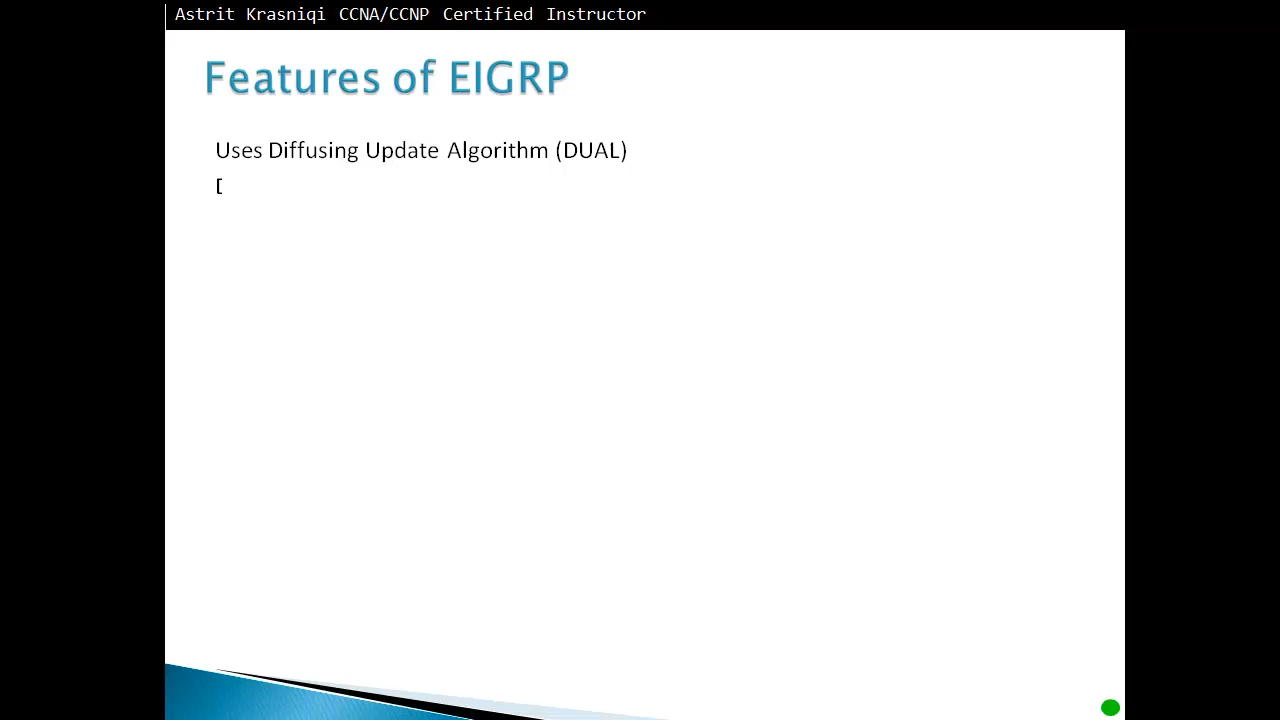 Astrit Krasniqi CCNA/CCNP Certified Instructor
Features of EIGRP
Uses Diffusing Update Algorithm (DUAL)
[